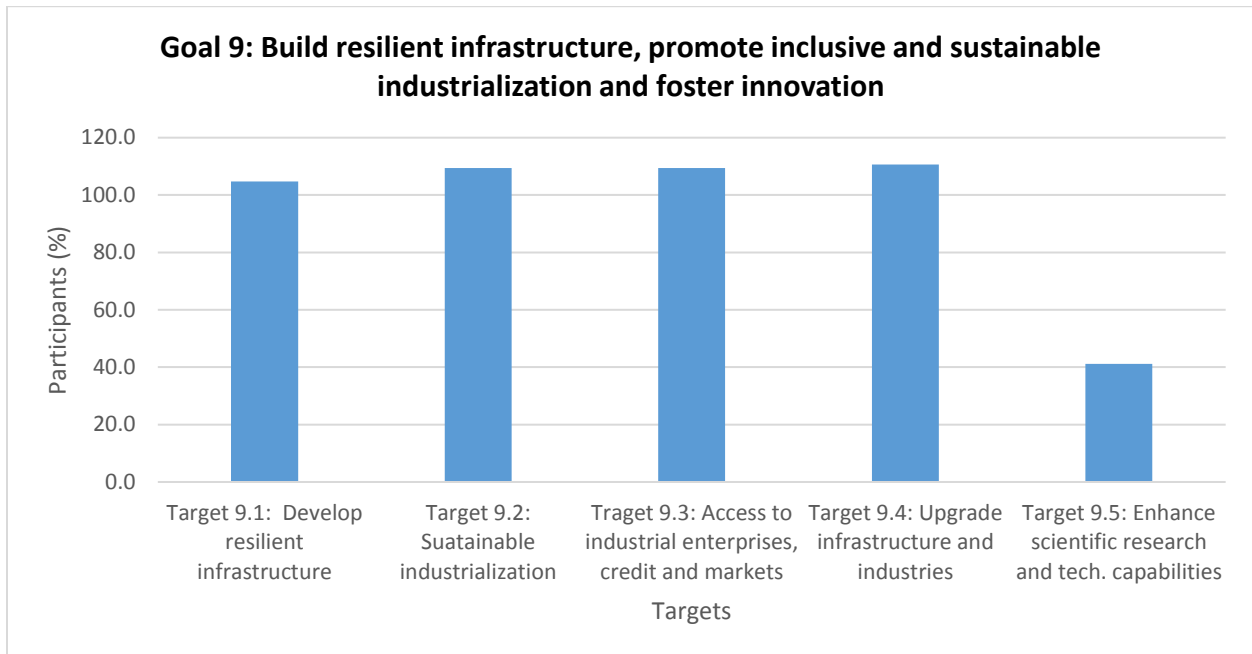 Goal 9: Build resilient infrastructure, promote inclusive and sustainable
industrialization and foster innovation
120.0
100.0
80.0
60.0
40.0
20.0
0.0
Participants (%)
Target 9.1:  Develop
resilient
infrastructure
Target 9.2:
Suatainable
industrialization
Traget 9.3: Access to
industrial enterprises,
credit and markets
Target 9.4: Upgrade
infrastructure and
industries
Target 9.5: Enhance
scientific research
and tech. capabilities
Targets